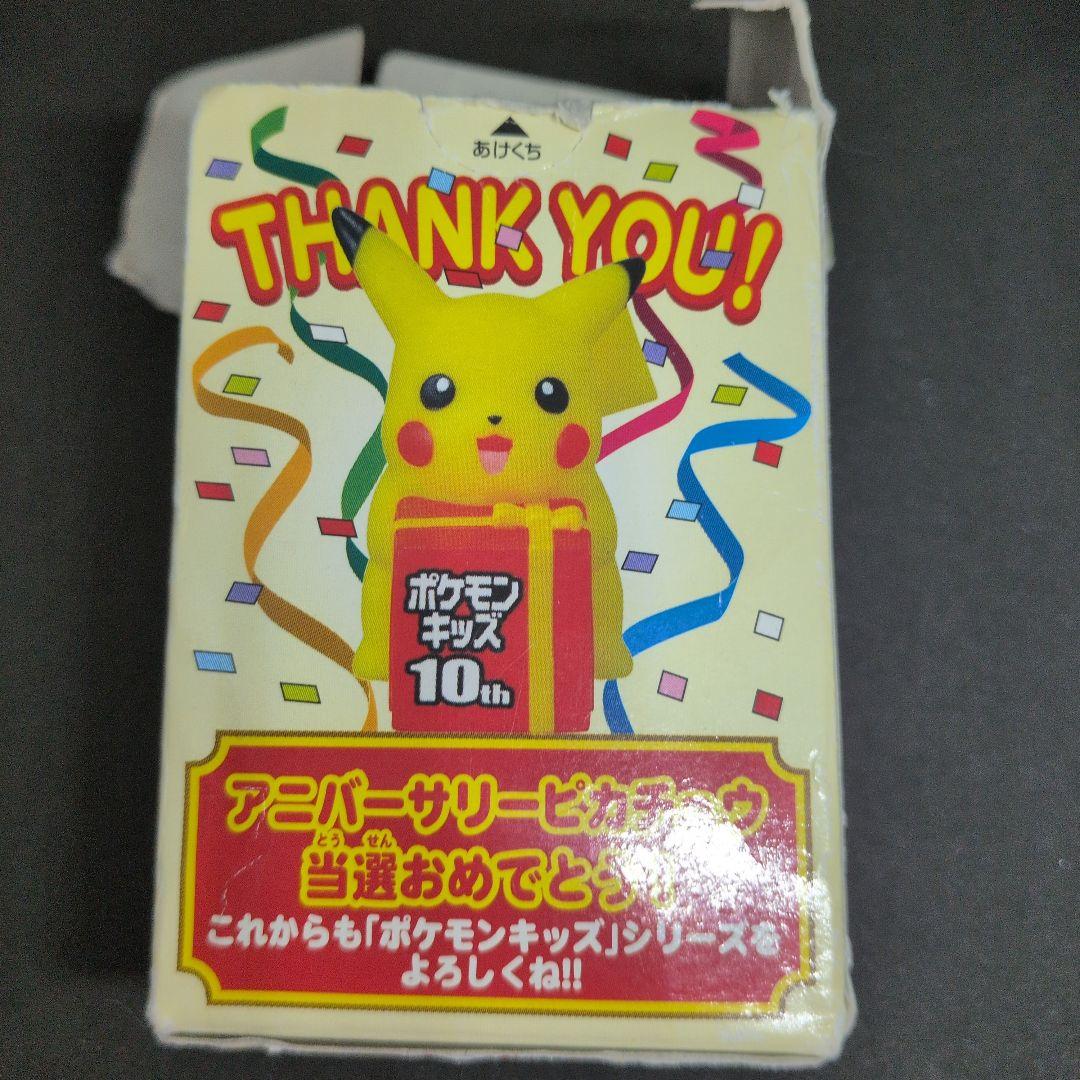 あけくち
THANK YOU!
ポケモン
キッズ
10th
アニバーサリーピカチュウ
とう せん
当選おめでとう!!
これからも「ポケモンキッズ」シリーズを
よろしくね!!